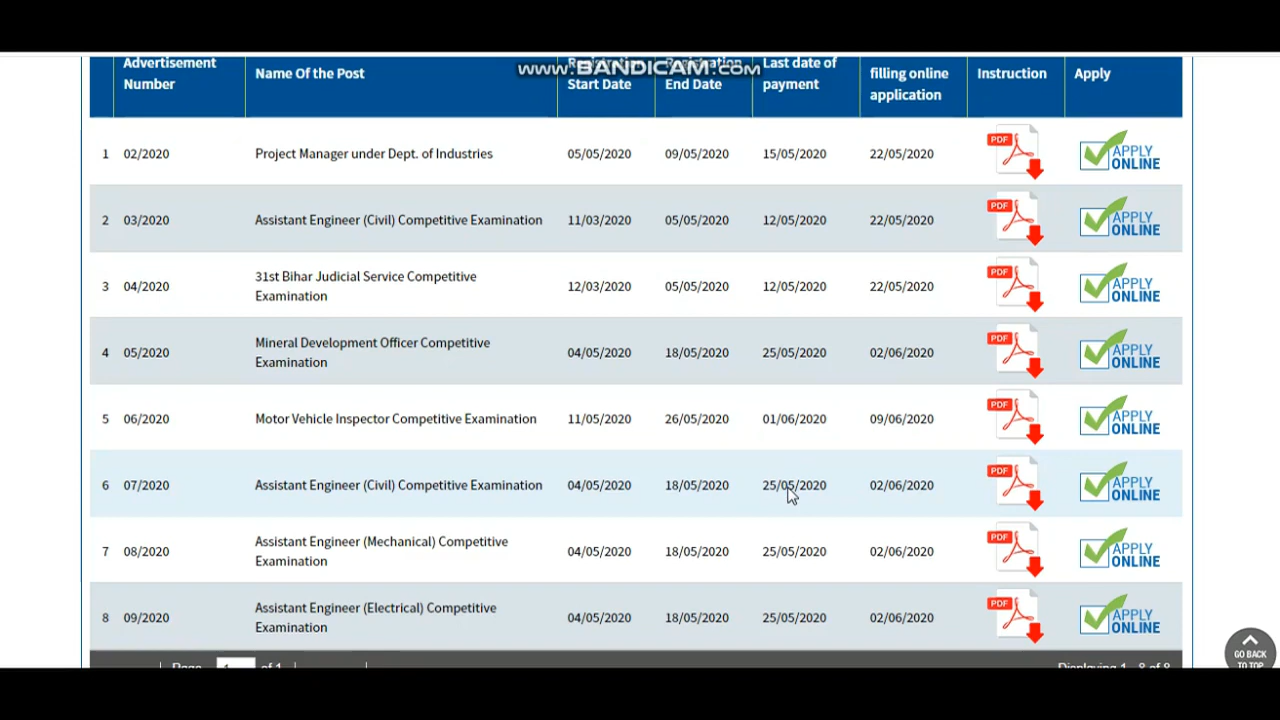 www.BANDICAM.com
Advertisement
Number
Name Of the Post
Registration
Start Date
Registration
End Date
Last date of
payment
filling online
application
Instruction
Apply
1 02/2020 Project Manager under Dept. of Industries 05/05/2020 09/05/2020 15/05/2020 22/05/2020 PDF APPLY
ONLINE
2 03/2020 Assistant Engineer (Civil) Competitive Examination 11/03/2020 05/05/2020 12/05/2020 22/05/2020 PDF APPLY
ONLINE
3 04/2020 31st Bihar Judicial Service Competitive
Examination 12/03/2020 05/05/2020 12/05/2020 22/05/2020 PDF APPLY
ONLINE
4 05/2020 Mineral Development Officer Competitive
Examination 04/05/2020 18/05/2020 25/05/2020 02/06/2020 PDF APPLY
ONLINE
5 06/2020 Motor Vehicle Inspector Competitive Examination 11/05/2020 26/05/2020 01/06/2020 09/06/2020 PDF APPLY
ONLINE
6 07/2020 Assistant Engineer (Civil) Competitive Examination 04/05/2020 18/05/2020 25/05/2020 02/06/2020 PDF APPLY
ONLINE
7 08/2020 Assistant Engineer (Mechanical) Competitive
Examination 04/05/2020 18/05/2020 25/05/2020 02/06/2020 PDF APPLY
ONLINE
8 09/2020 Assistant Engineer (Electrical) Competitive
Examination 04/05/2020 18/05/2020 25/05/2020 02/06/2020 PDF APPLY
ONLINE
Page 1 of 1 Displaying 1 - 8 of 8
GO BACK
TO TOP